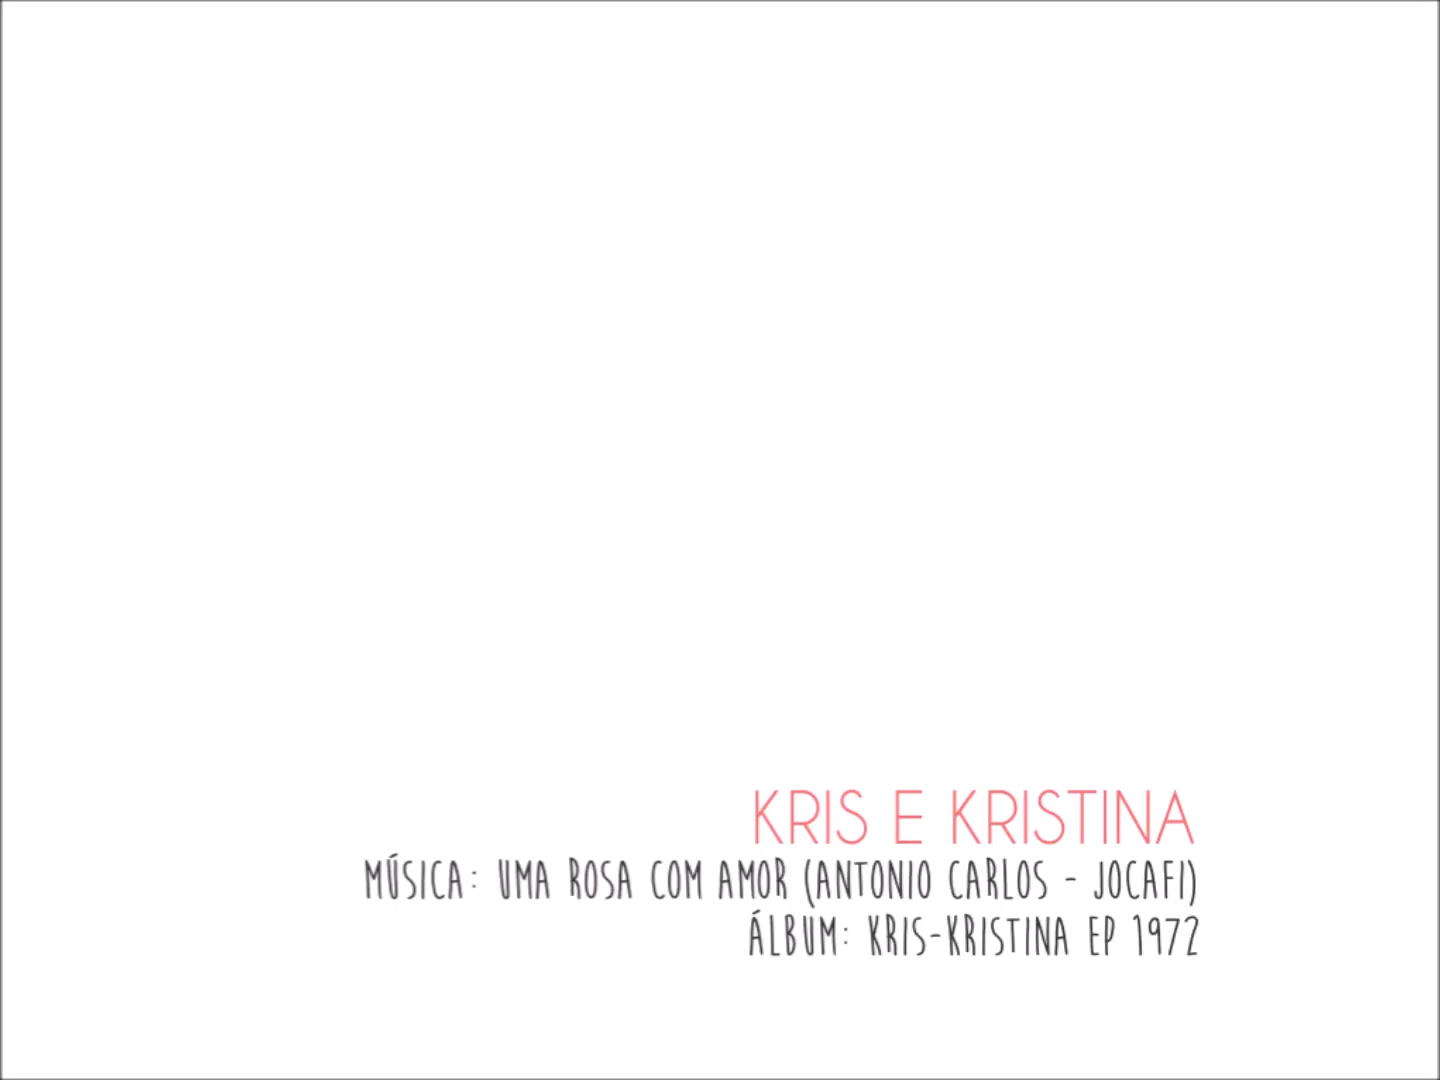 KRIS E KRISTINA
MÚSICA: UMA ROSA COM AMOR (ANTONIO CARLOS - JOCAFI)
ÁLBUM: KRIS-KRISTINA EP 1972